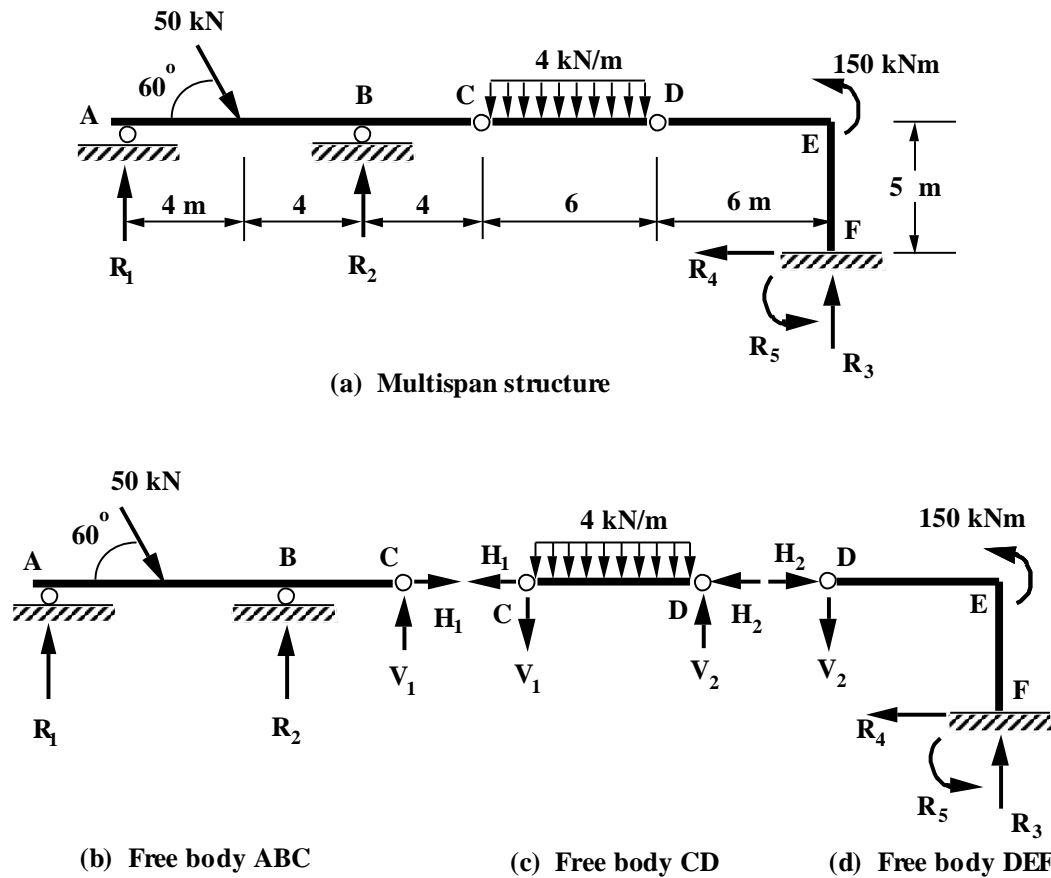 50 kN
60°
4 kN/m
150 kNm
A
B
C
D
E
4 m
4
4
6
6 m
5 m
F
R1
R2
R4
R5
R3
(a) Multispan structure
50 kN
60°
4 kN/m
150 kNm
A
B
C
H1
H2
D
H1
C
D
H2
E
V1
V1
V2
V2
F
R1
R2
R4
R5
R3
(b) Free body ABC
(c) Free body CD
(d) Free body DEF